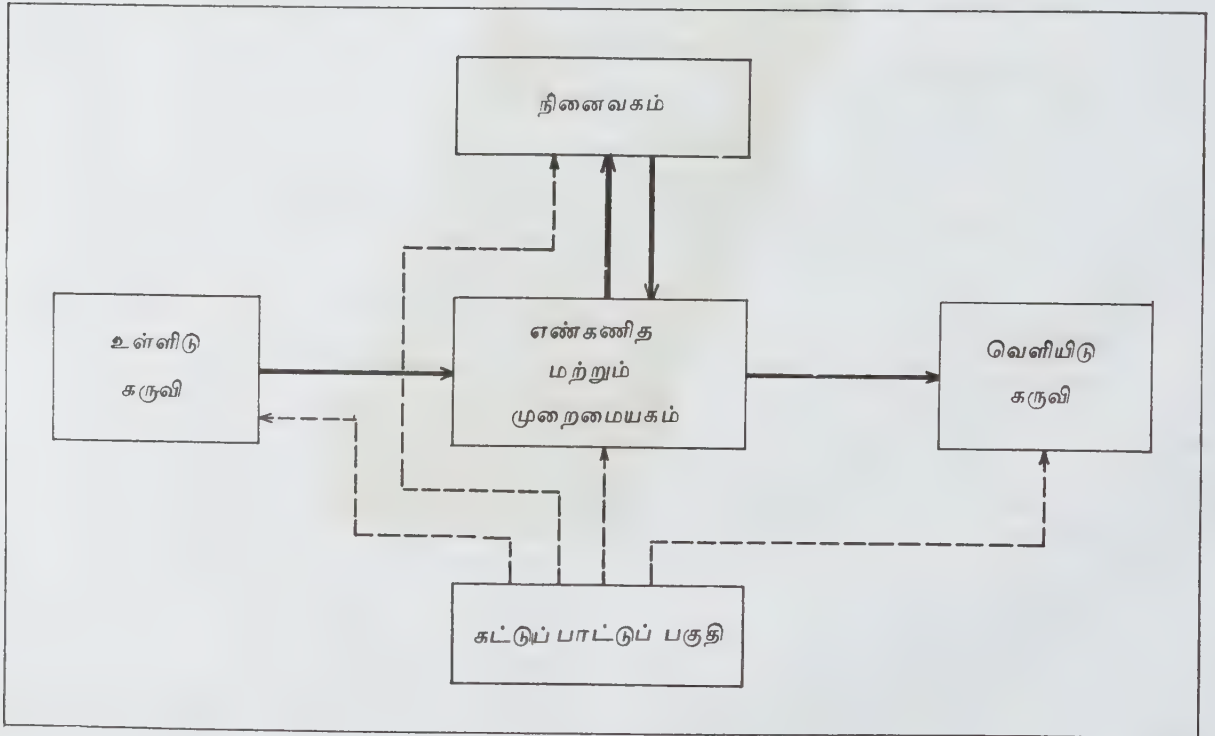 நினைவகம்
உள்ளிடு
கருவி
எண்கணித
மற்றும்
முறைமையகம்
வெளியிடு
கருவி
கட்டுப் பாட்டுப் பகுதி